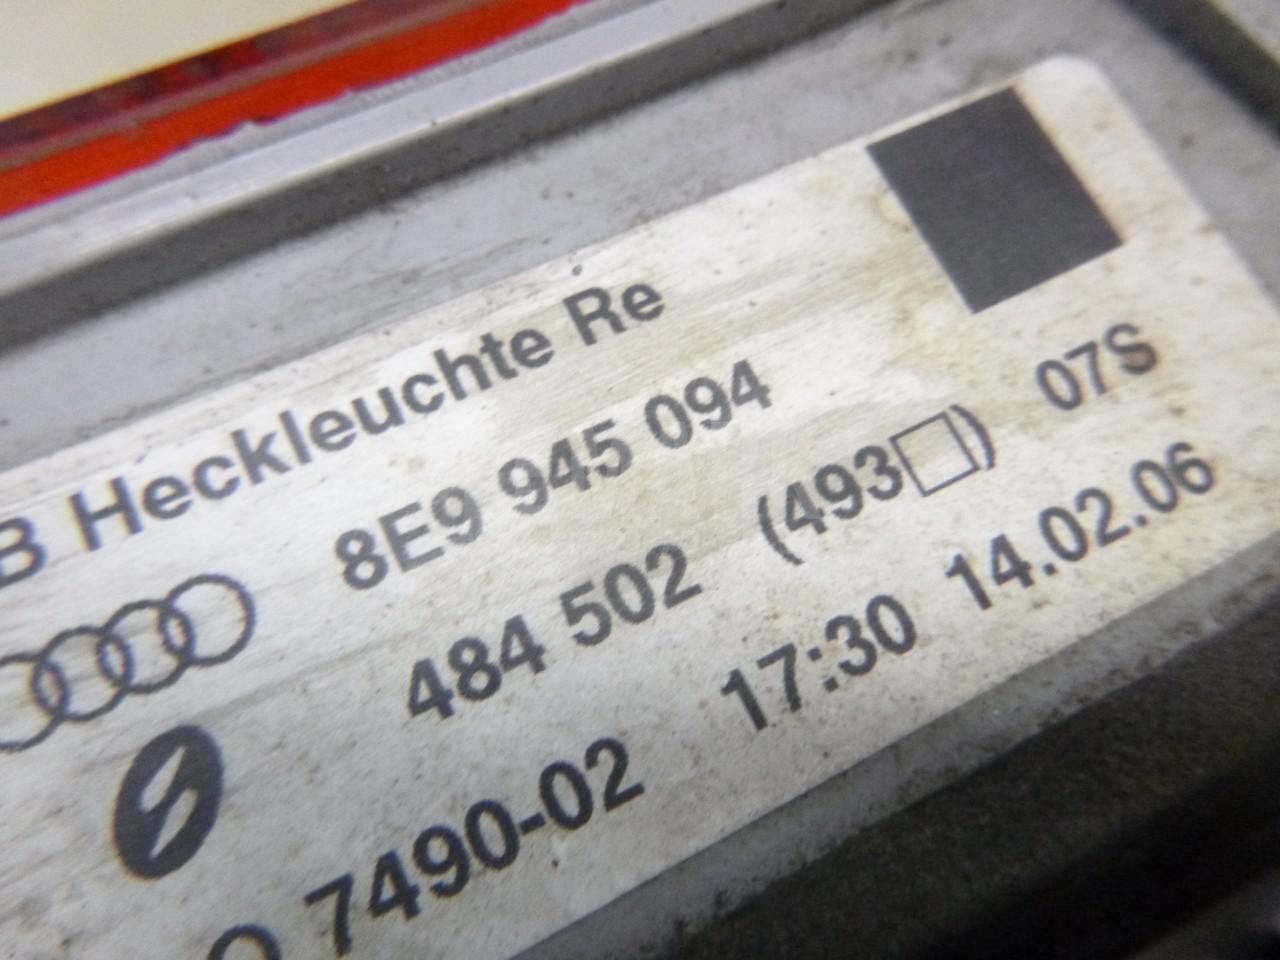 B Heckleuchte Re
8E9 945 094
484 502 (493□) 07S
17:30 14.02.06
7490-02